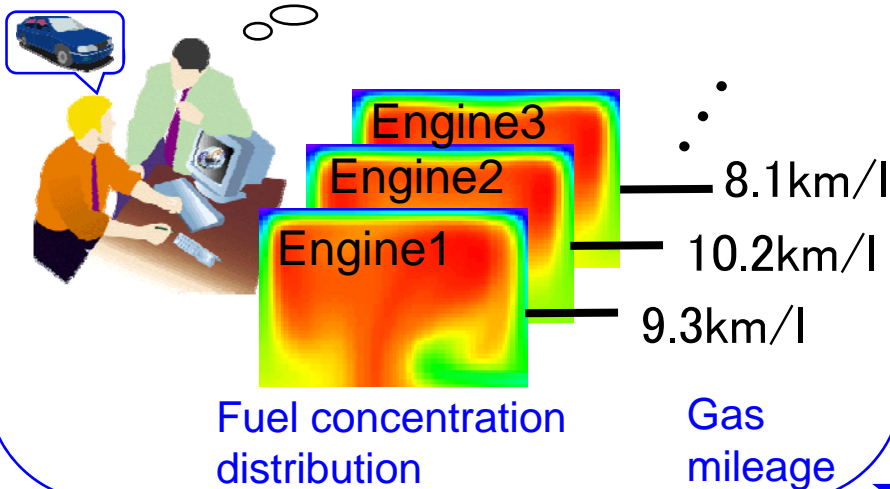 Engine3
Engine2
Engine1
8.1km/l
10.2km/l
9.3km/l
Fuel concentration
distribution
Gas
mileage